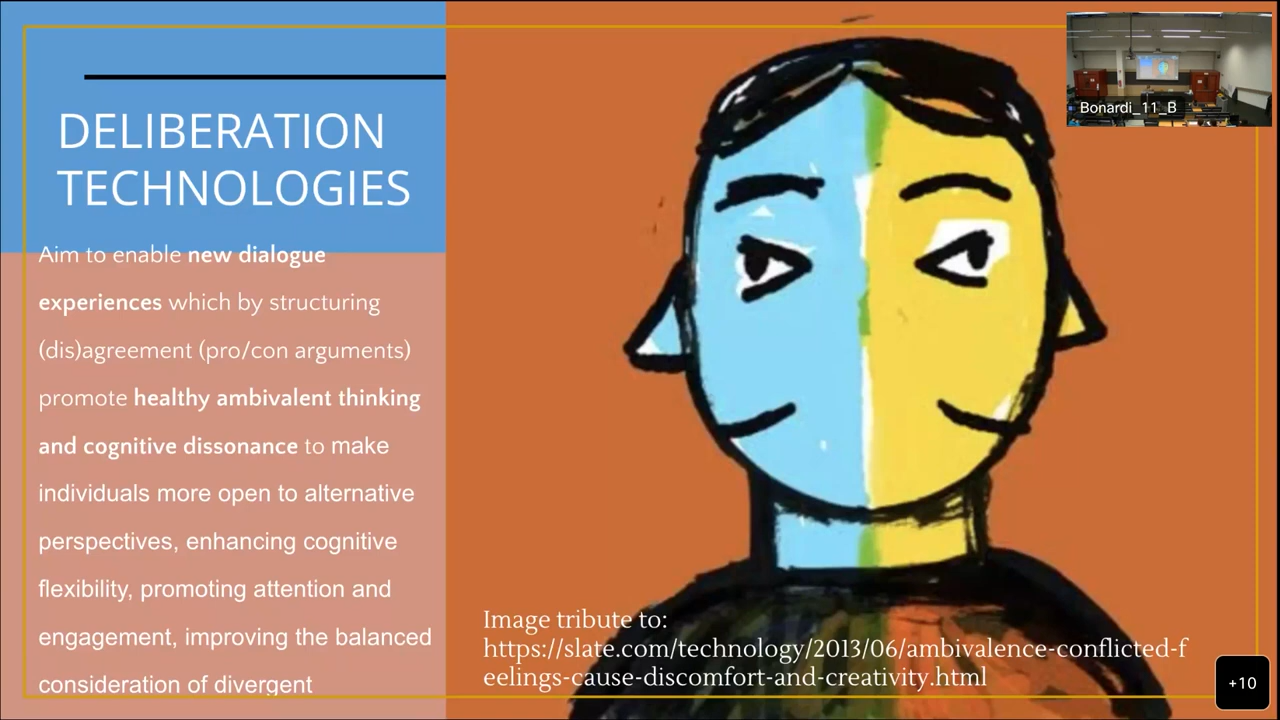 DELIBERATION
TECHNOLOGIES
Aim to enable new dialogue
experiences which by structuring
(dis)agreement (pro/con arguments)
promote healthy ambivalent thinking
and cognitive dissonance to make
individuals more open to alternative
perspectives, enhancing cognitive
flexibility, promoting attention and
engagement, improving the balanced
consideration of divergent
Image tribute to:
https://slate.com/technology/2013/06/ambivalence-conflicted-f
eelings-cause-discomfort-and-creativity.html
Bonardi_11_B
+10